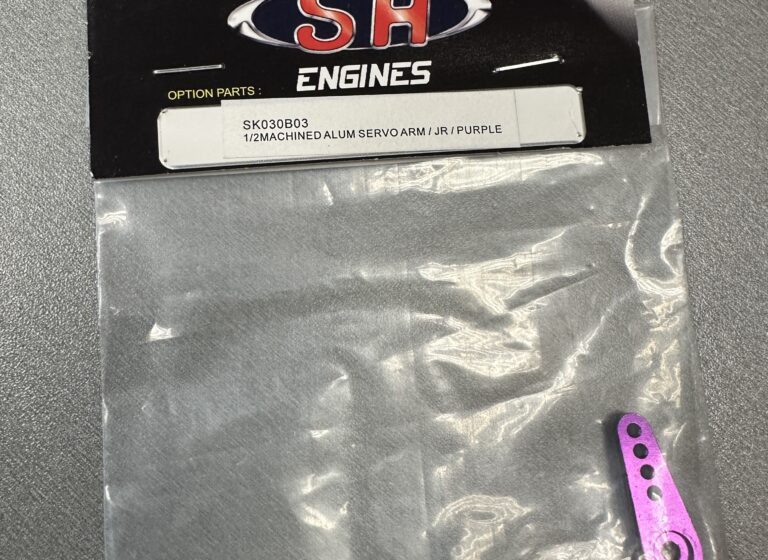 SH
ENGINES
OPTION PARTS :
SK030B03
1/2MACHINED ALUM SERVO ARM / JR / PURPLE